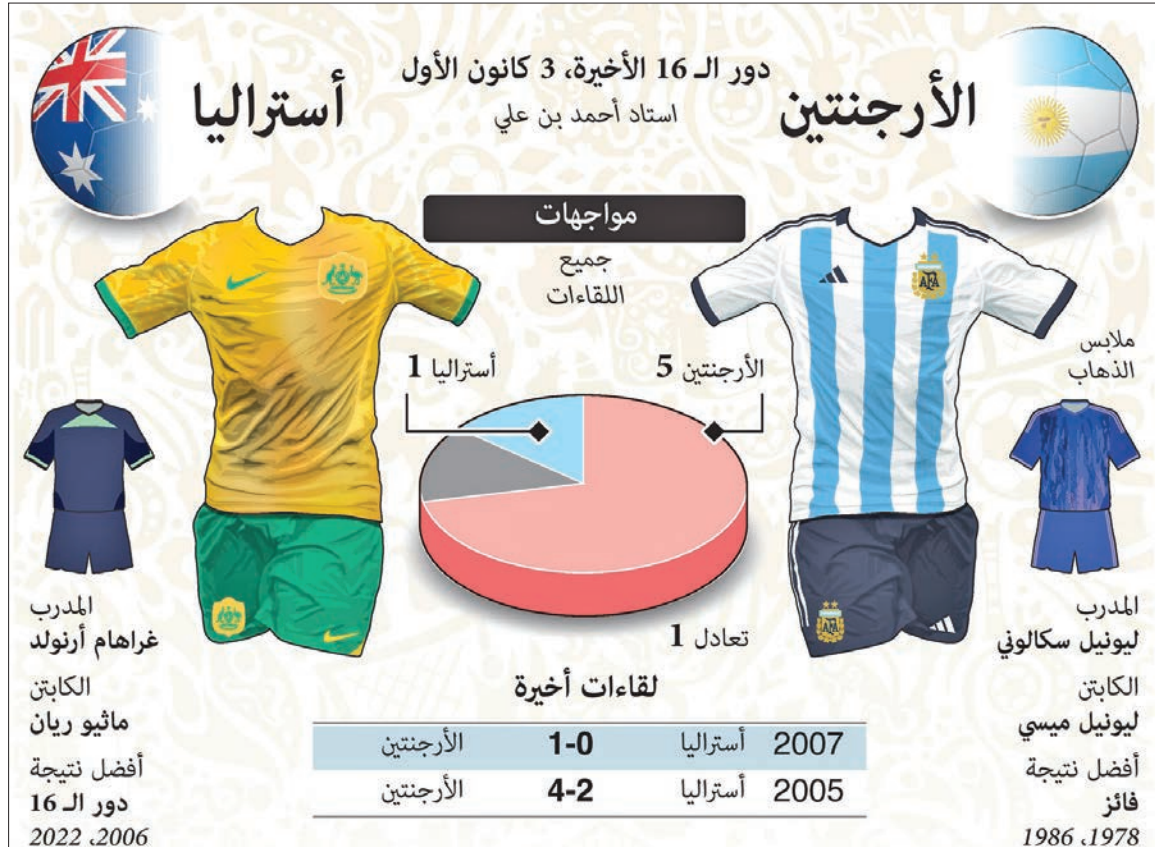 الأرجنتين
دور الـ 16 الأخيرة، 3 كانون الأول
استاد أحمد بن علي
أستراليا
مواجهات
جميع
اللقاءات
الأرجنتين 5
أستراليا 1
تعادل 1
ملابس
الذهاب
المدرب
ليونيل سكالوني
الكابتن
ليونيل ميسي
أفضل نتيجة
فائز
1978، 1986
المدرب
غراهام أرنولد
الكابتن
ماثيو ريان
أفضل نتيجة
دور الـ 16
2006، 2022
لقاءات أخيرة
2007 أستراليا 1-0 الأرجنتين
2005 أستراليا 4-2 الأرجنتين
AFA
AFA